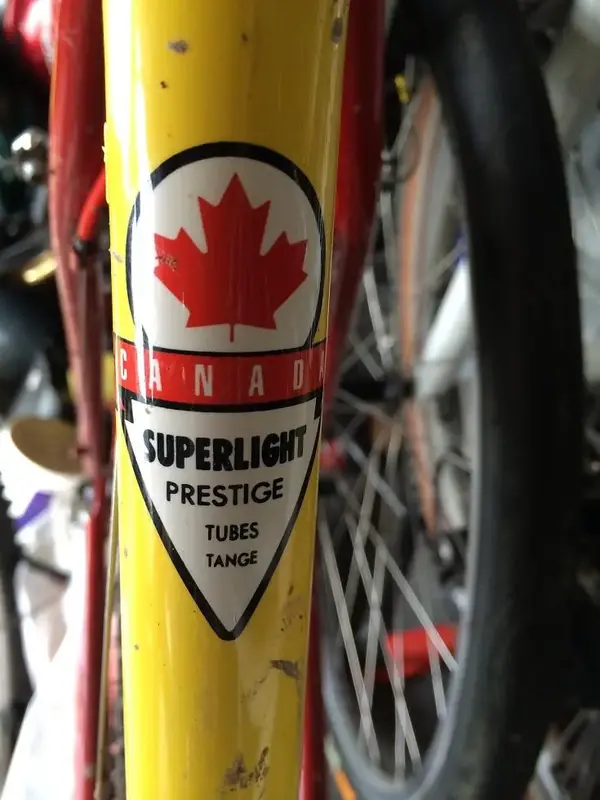 CANADA
SUPERLIGHT
PRESTIGE
TUBES
TANGE